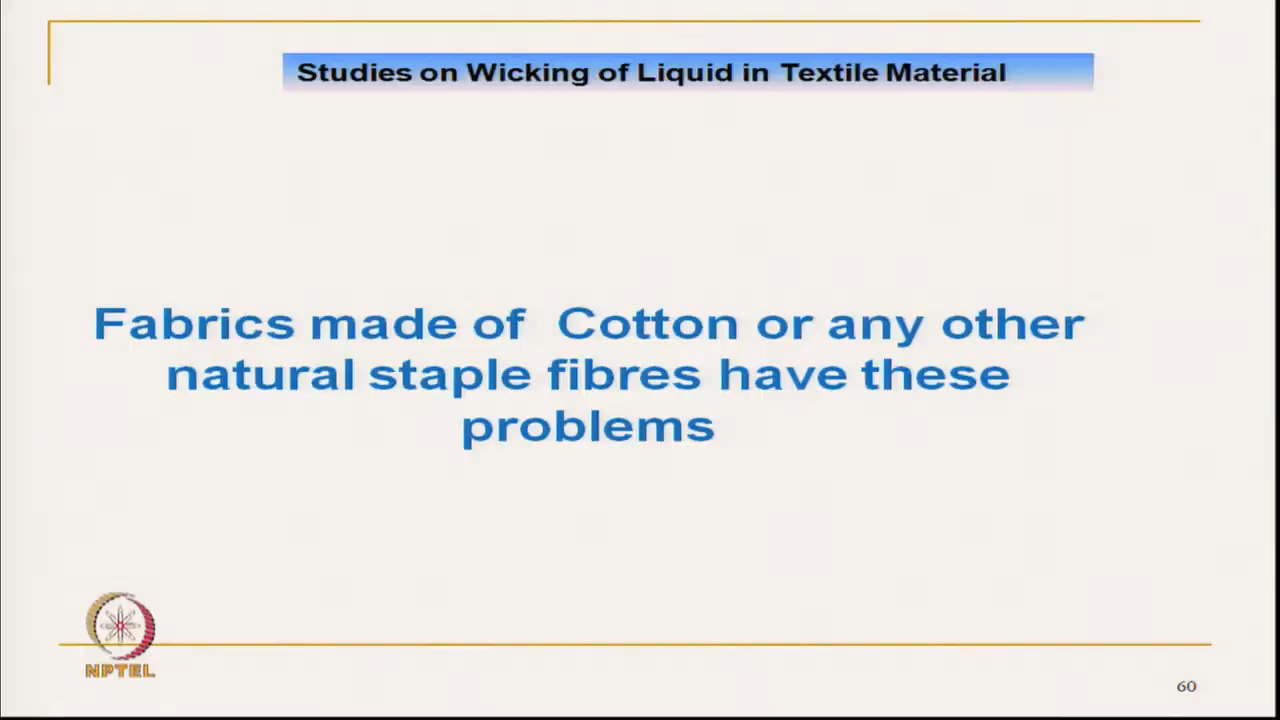 Studies on Wicking of Liquid in Textile Material
Fabrics made of Cotton or any other
natural staple fibres have these
problems
NPTEL
60